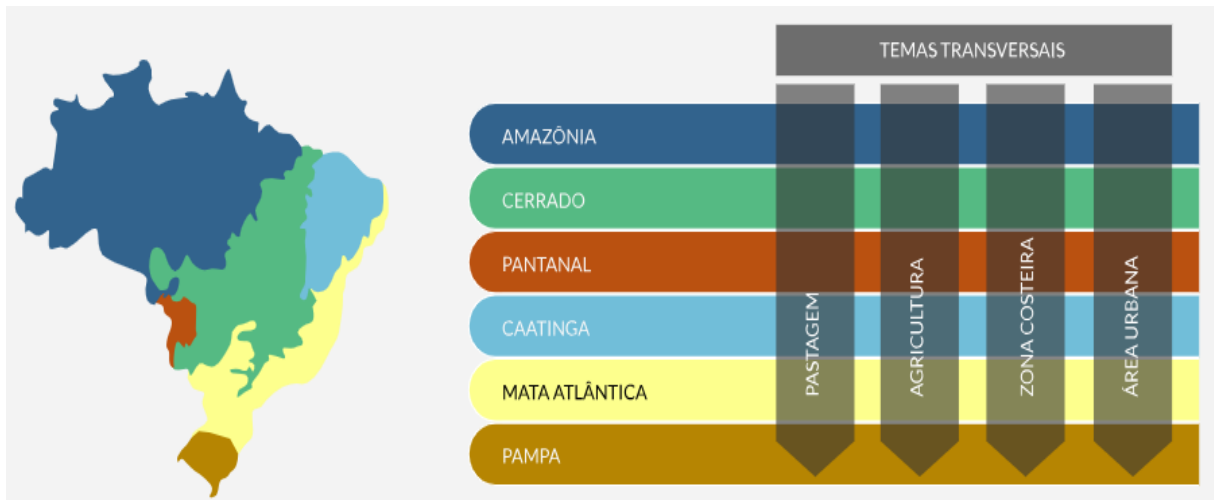 TEMAS TRANSVERSAIS
AMAZÔNIA
CERRADO
PANTANAL
CAATINGA
MATA ATLÂNTICA
PAMPA
PASTAGEM
AGRICULTURA
ZONA COSTEIRA
ÁREA URBANA